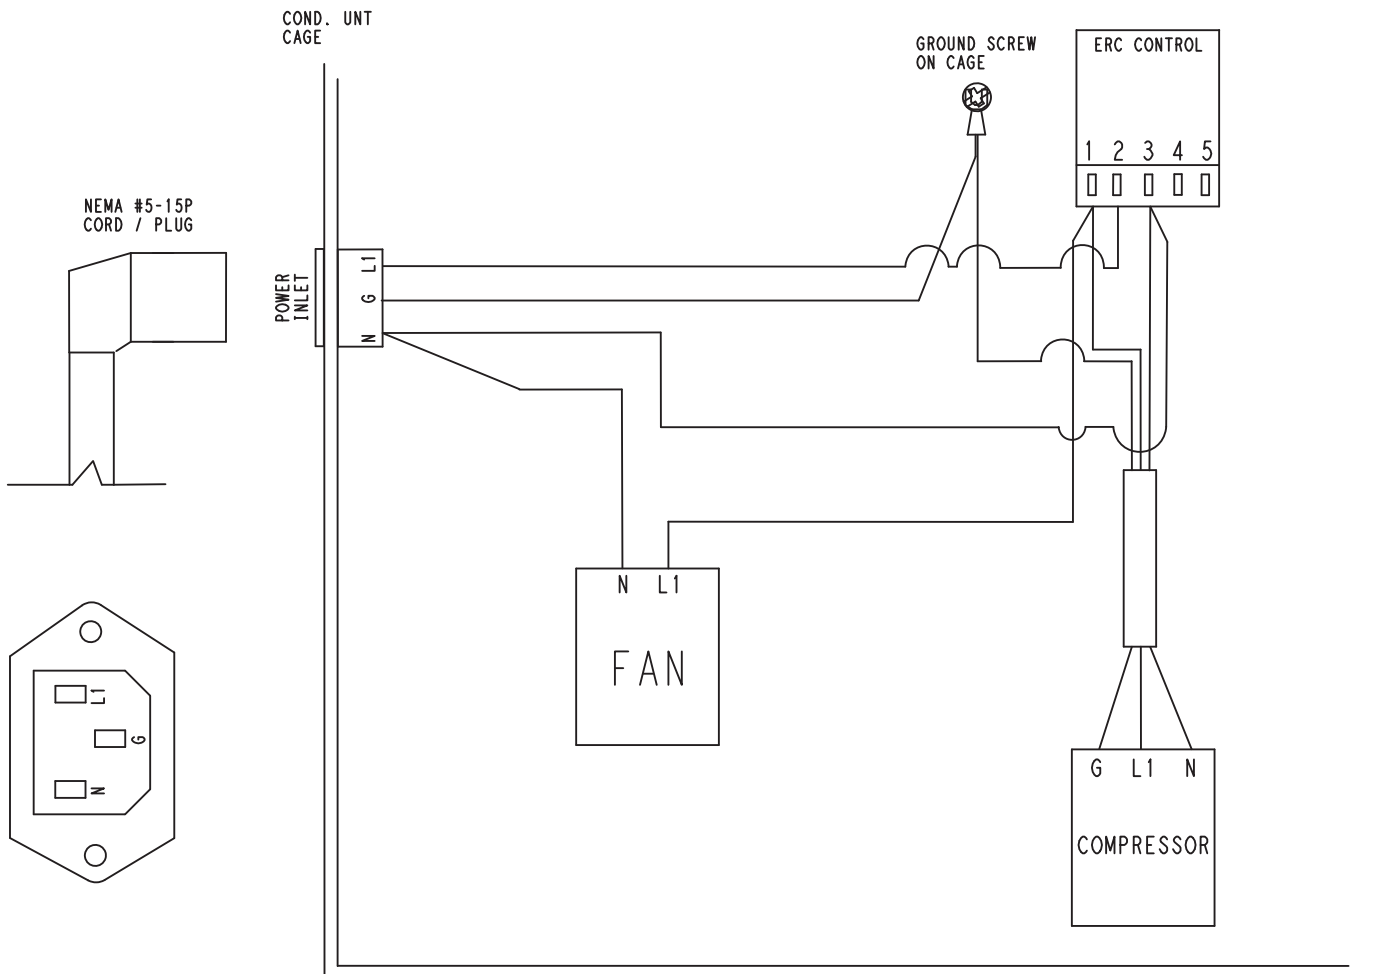 COND. UNT
CAGE
GROUND SCREW
ON CAGE
ERC CONTROL
1 2 3 4 5
NEMA #5-15P
CORD / PLUG
POWER
INLET
L1
G
N
N L1
FAN
L1
G
N
G L1 N
COMPRESSOR